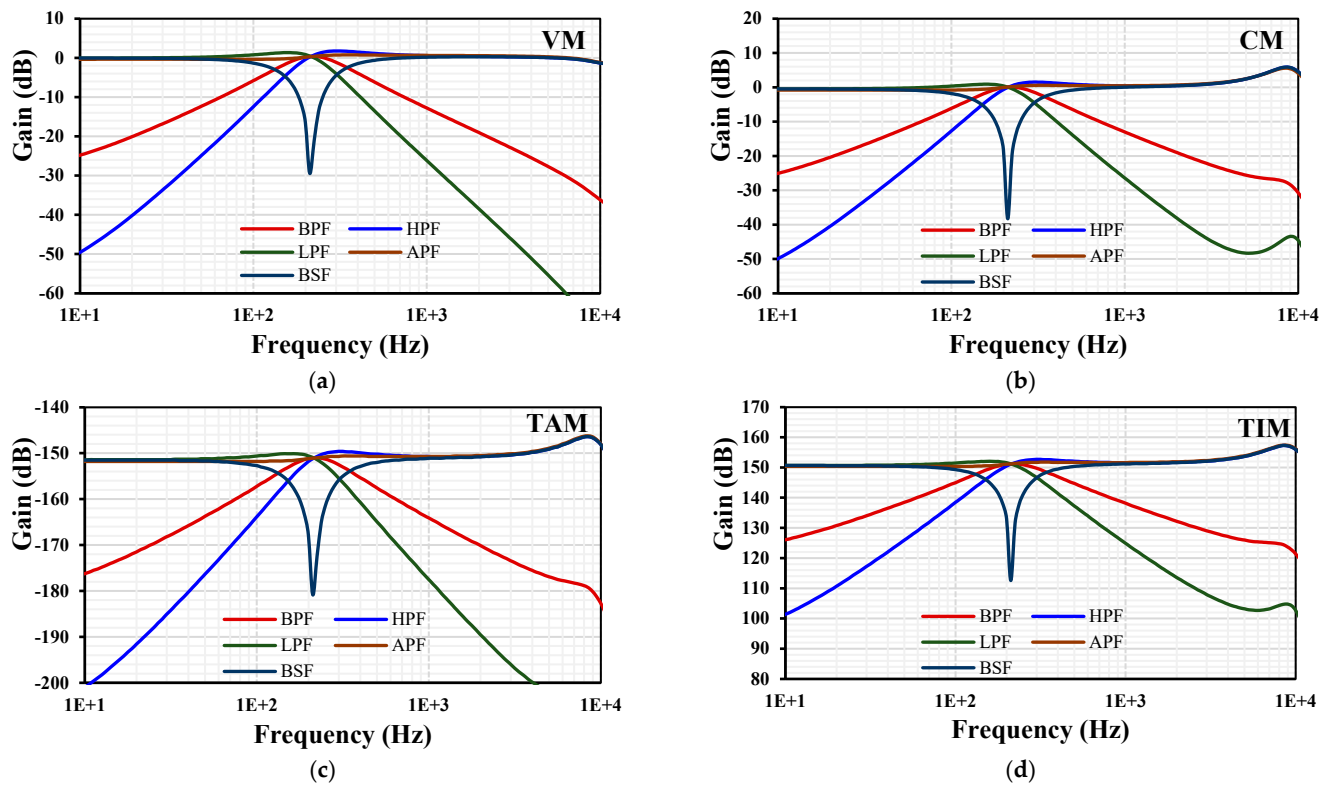 VM
Gain (dB)
10
0
-10
-20
-30
-40
-50
-60
BPF HPF
LPF APF
BSF
1E+1 1E+2 1E+3 1E+4
Frequency (Hz)
(a)
CM
Gain (dB)
20
10
0
-10
-20
-30
-40
-50
-60
BPF HPF
LPF APF
BSF
1E+1 1E+2 1E+3 1E+4
Frequency (Hz)
(b)
TAM
Gain (dB)
-140
-150
-160
-170
-180
-190
-200
BPF HPF
LPF APF
BSF
1E+1 1E+2 1E+3 1E+4
Frequency (Hz)
(c)
TIM
Gain (dB)
170
160
150
140
130
120
110
100
90
80
BPF HPF
LPF APF
BSF
1E+1 1E+2 1E+3 1E+4
Frequency (Hz)
(d)